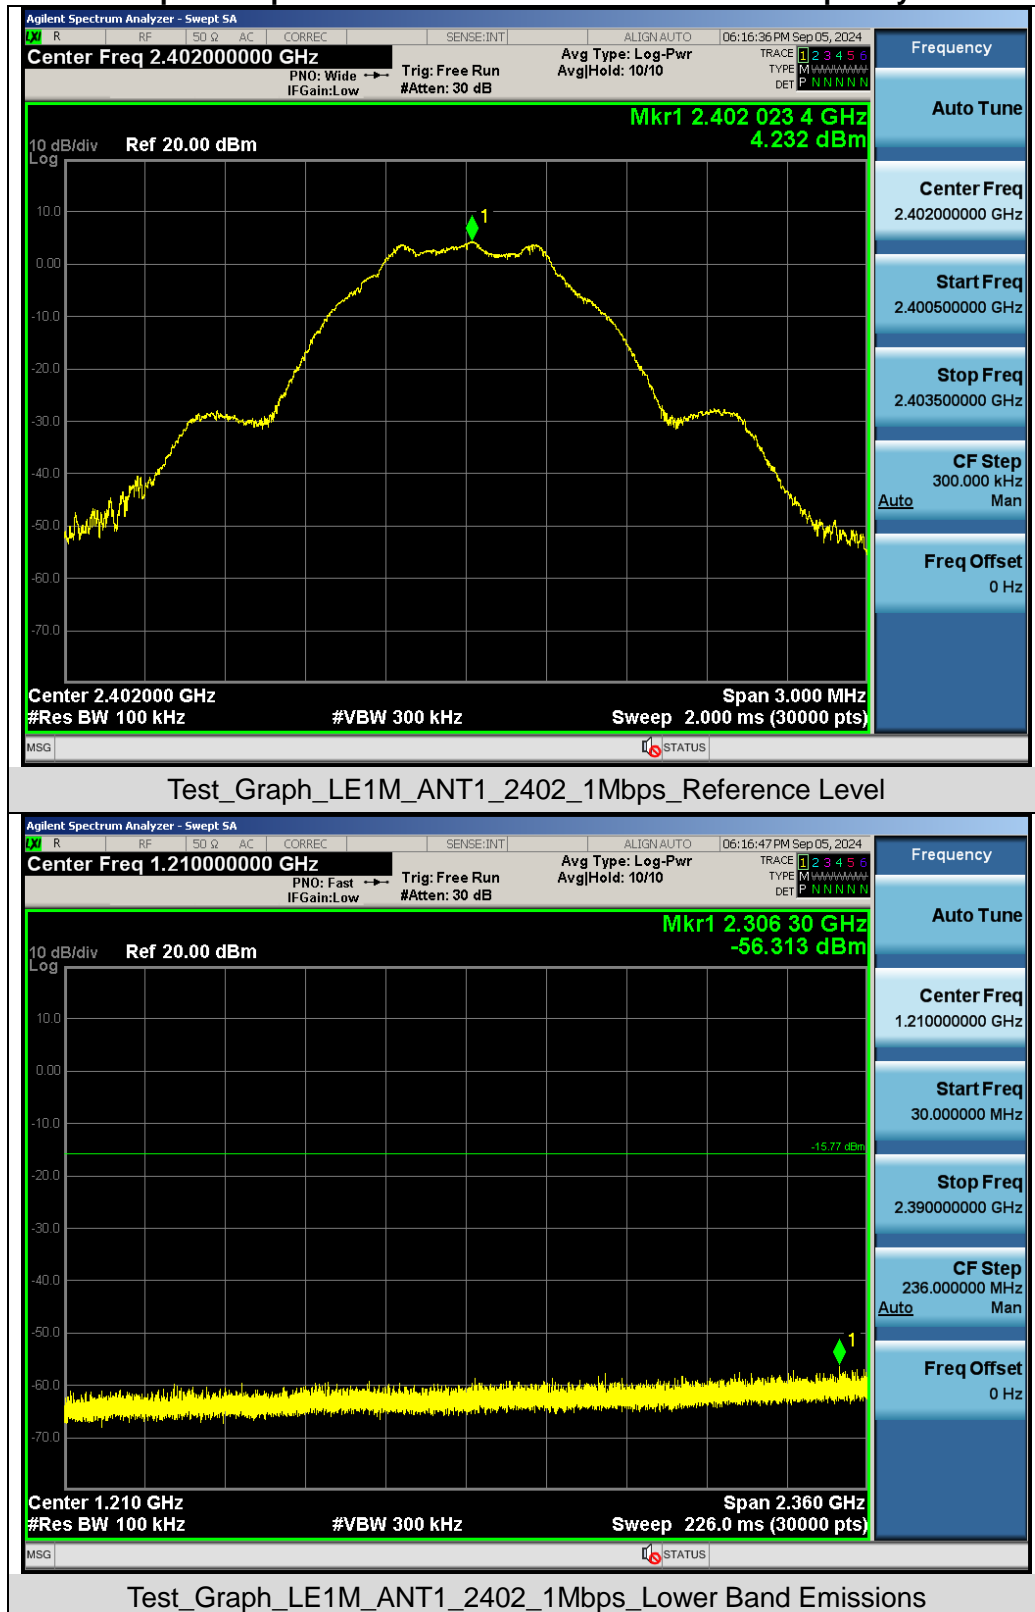 Agilent Spectrum Analyzer - Swept SA
LXI R RF 50 Ω AC CORREC SENSE:INT ALIGN AUTO 06:16:36 PM Sep 05, 2024
Center Freq 2.402000000 GHz
PNO: Wide
IFGain:Low
Trig: Free Run
#Atten: 30 dB
Avg Type: Log-Pwr
Avg|Hold: 10/10
TRACE 1 2 3 4 5 6
TYPE M
DET P N N N N N
Mkr1 2.402 023 4 GHz
4.232 dBm
10 dB/div
Log
Ref 20.00 dBm
1
10.0
0.00
-10.0
-20.0
-30.0
-40.0
-50.0
-60.0
-70.0
Center 2.402000 GHz
Span 3.000 MHz
#Res BW 100 kHz
#VBW 300 kHz
Sweep 2.000 ms (30000 pts)
MSG
STATUS
Frequency
Auto Tune
Center Freq
2.402000000 GHz
Start Freq
2.400500000 GHz
Stop Freq
2.403500000 GHz
CF Step
300.000 kHz
Auto Man
Freq Offset
0 Hz
Test_Graph_LE1M_ANT1_2402_1Mbps_Reference Level
Agilent Spectrum Analyzer - Swept SA
LXI R RF 50 Ω AC CORREC SENSE:INT ALIGN AUTO 06:16:47 PM Sep 05, 2024
Center Freq 1.210000000 GHz
PNO: Fast
IFGain:Low
Trig: Free Run
#Atten: 30 dB
Avg Type: Log-Pwr
Avg|Hold: 10/10
TRACE 1 2 3 4 5 6
TYPE M
DET P N N N N N
Mkr1 2.306 30 GHz
-56.313 dBm
10 dB/div
Log
Ref 20.00 dBm
10.0
0.00
-10.0
-15.77 dBm
-20.0
-30.0
-40.0
-50.0
1
-60.0
-70.0
Center 1.210 GHz
Span 2.360 GHz
#Res BW 100 kHz
#VBW 300 kHz
Sweep 226.0 ms (30000 pts)
MSG
STATUS
Frequency
Auto Tune
Center Freq
1.210000000 GHz
Start Freq
30.000000 MHz
Stop Freq
2.390000000 GHz
CF Step
236.000000 MHz
Auto Man
Freq Offset
0 Hz
Test_Graph_LE1M_ANT1_2402_1Mbps_Lower Band Emissions